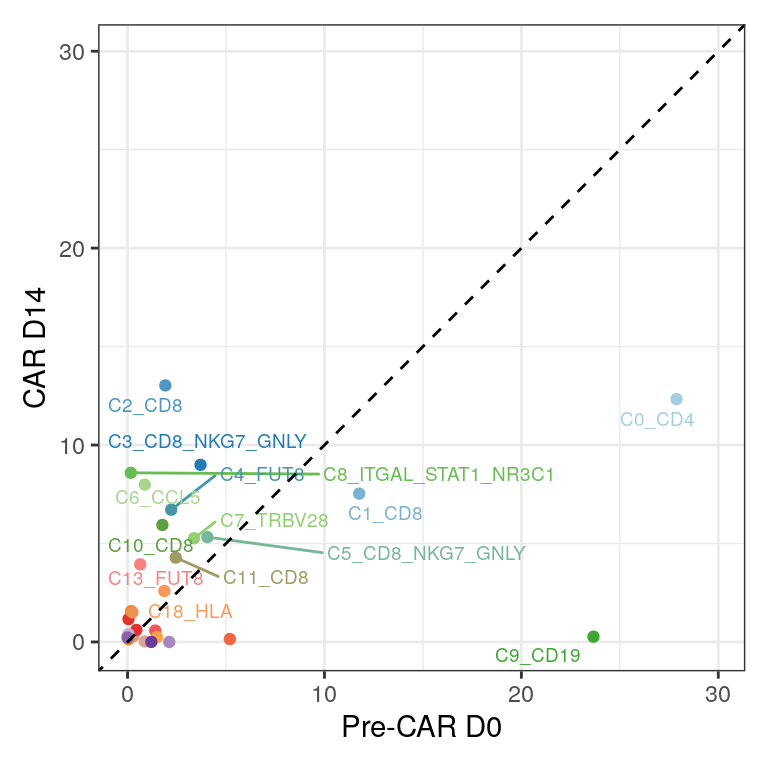 30
20
10
0
CAR D14
C2_CD8
C0_CD4
C3_CD8_NKG7_GNLY
C4_FUT8
C8_ITGAL_STAT1_NR3C1
C6_CCL5
C1_CD8
C7_TRBV28
C10_CD8
C5_CD8_NKG7_GNLY
C13_FUT8
C11_CD8
C18_HLA
C9_CD19
0
10
20
30
Pre-CAR D0